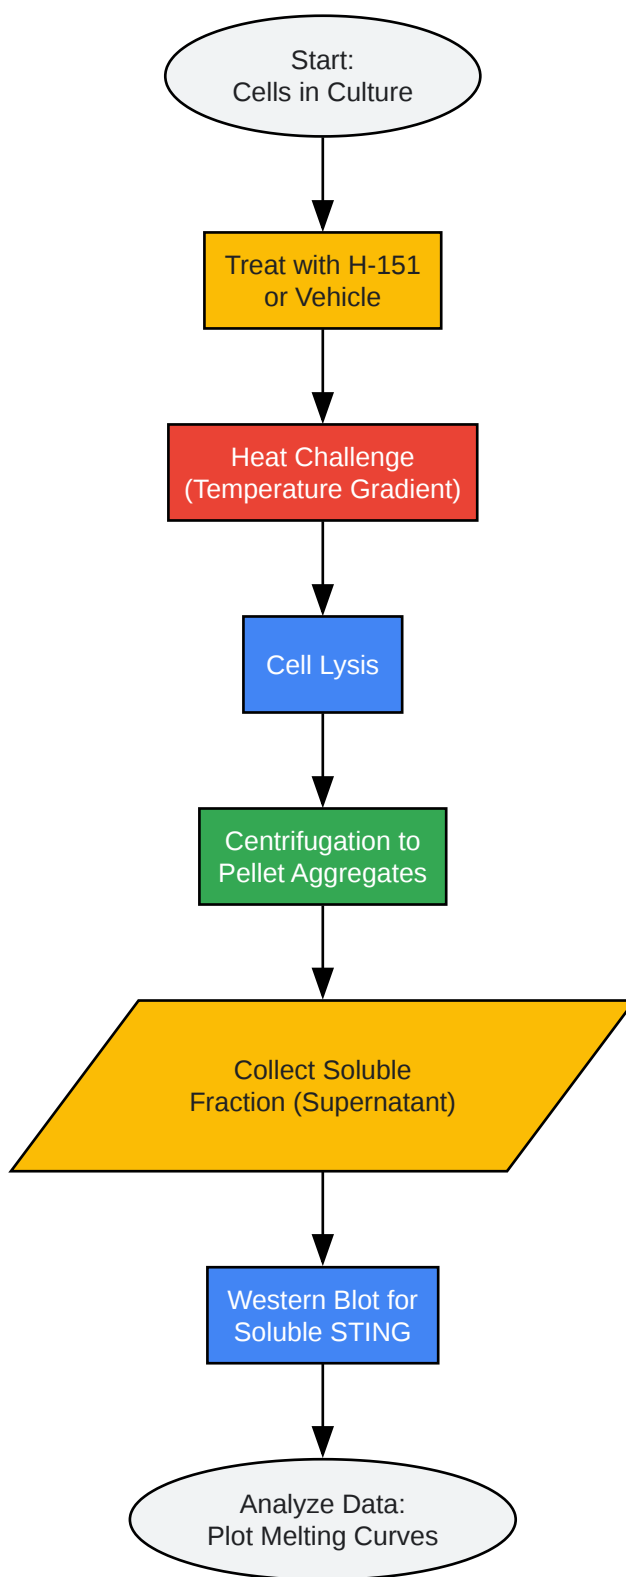 Start:
Cells in Culture
Treat with H-151
or Vehicle
Heat Challenge
(Temperature Gradient)
Cell Lysis
Centrifugation to
Pellet Aggregates
Collect Soluble
Fraction (Supernatant)
Western Blot for
Soluble STING
Analyze Data:
Plot Melting Curves